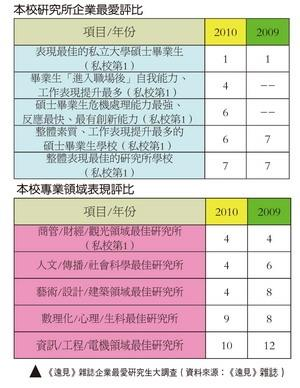 本校研究所企業最愛評比
項目/年份 2010 2009
表現最佳的私立大學碩士畢業生
（私校第1） 1 1
畢業生「進入職場後」自我能力、
工作表現提升最多（私校第1） 4 --
碩士畢業生危機處理能力最強、
反應最快、最有創新能力（私校第1） 6 --
整體素質、工作表現提升最多的
碩士畢業生學校（私校第1） 6 7
整體表現最佳的研究所學校
（私校第1） 7 7
本校專業領域表現評比
項目/年份 2010 2009
商管/財經/觀光領域最佳研究所
（私校第1） 4 4
人文/傳播/社會科學最佳研究所 4 6
藝術/設計/建築領域最佳研究所 4 8
數理化/心理/生科最佳研究所 9 8
資訊/工程/電機領域最佳研究所 10 12
▲《遠見》雜誌企業最愛研究生大調查（資料來源：《遠見》雜誌）